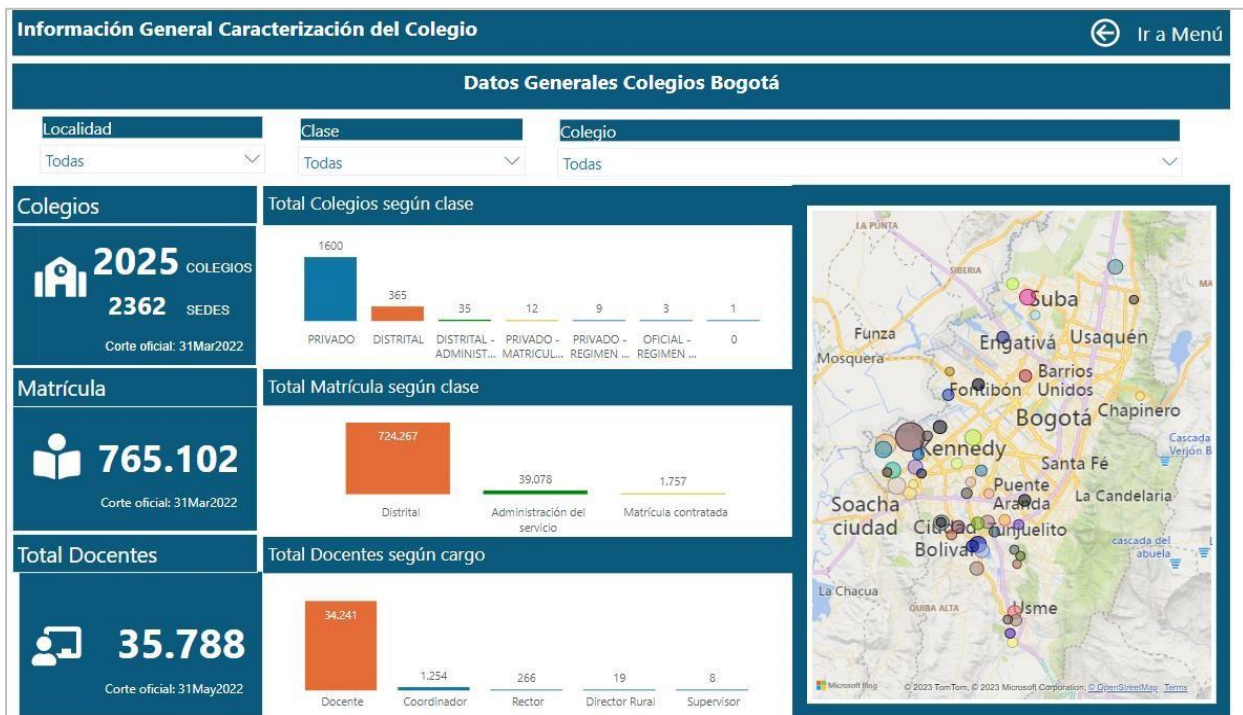 Información General Caracterización del Colegio
Ir a Menú
Datos Generales Colegios Bogotá
Localidad
Todas
Clase
Todas
Colegio
Todas
Colegios
2025 COLEGIOS
2362 SEDES
Corte oficial: 31Mar2022
Total Colegios según clase
1600
365
35
12
9
3
1
PRIVADO
DISTRITAL
DISTRITAL -
ADMINIST...
PRIVADO -
MATRICUL...
PRIVADO -
REGIMEN ...
OFICIAL -
REGIMEN ...
0
Matrícula
765.102
Corte oficial: 31Mar2022
Total Matrícula según clase
724.267
39.078
1.757
Distrital
Administración del
servicio
Matrícula contratada
Total Docentes
35.788
Corte oficial: 31May2022
Total Docentes según cargo
34.241
1.254
266
19
8
Docente
Coordinador
Rector
Director Rural
Supervisor
LA PUNTA
SIBERIA
Suba
MA
Funza
Engativá
Usaquén
Mosquera
Barrios
Unidos
Fontibón
Bogotá
Chapinero
Kennedy
Cascada
Verjón B
Santa Fé
Puente
Aranda
La Candelaria
Soacha
ciudad
Ciudad
Bolívar
Tunjuelito
cascada del
abuela
La Chacua
QUIBA ALTA
Usme
Microsoft Bing
© 2023 TomTom, © 2023 Microsoft Corporation, © OpenStreetMap Terms